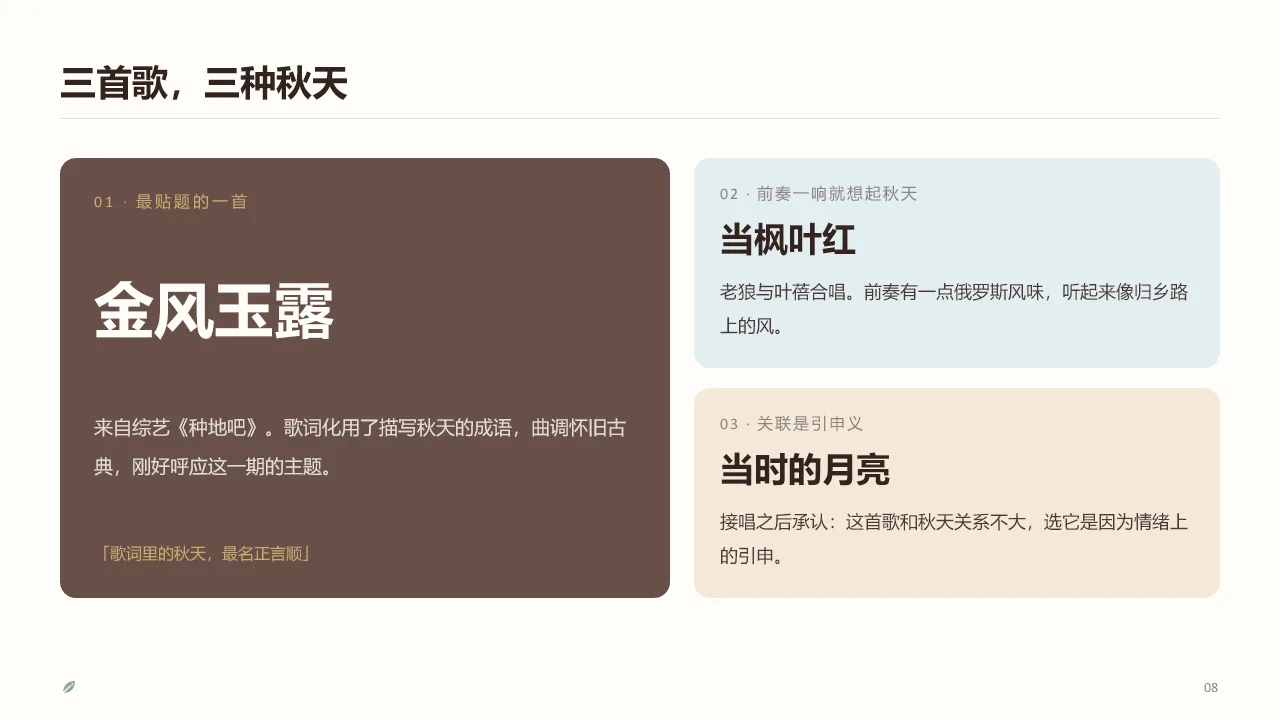 三首歌，三种秋天
01 · 最贴题的一首
金风玉露
来自综艺《种地吧》。歌词化用了描写秋天的成语，曲调怀旧古
典，刚好呼应这一期的主题。
「歌词里的秋天，最名正言顺」
02 · 前奏一响就想起秋天
当枫叶红
老狼与叶蓓合唱。前奏有一点俄罗斯风味，听起来像归乡路
上的风。
03 · 关联是引申义
当时的月亮
接唱之后承认：这首歌和秋天关系不大，选它是因为情绪上
的引申。
08